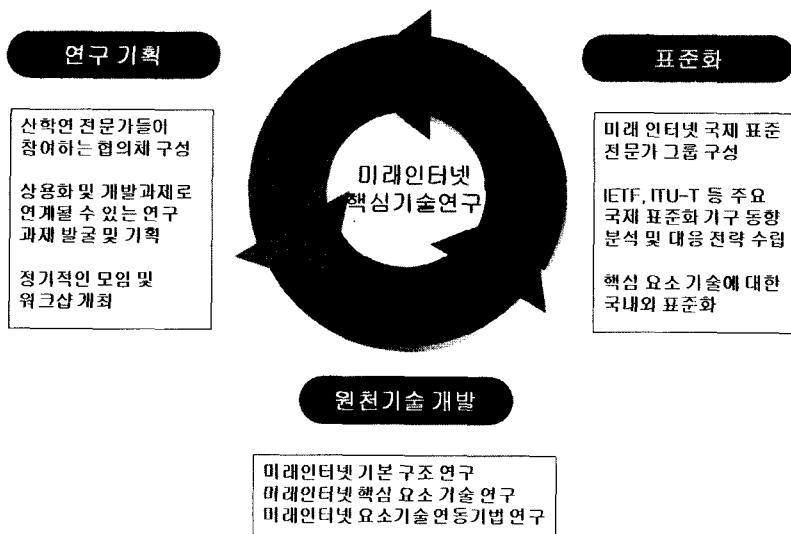 연구 기획
산학연 전문가들이
참여하는 협의체 구성
상용화 및 개발과제로
연계될 수 있는 연구
과재 발굴 및 기획
정기적인 모임 및
워크샵 개최
미래인터넷
핵심기술연구
표준화
미래 인터넷 국제 표준
전문가 그룹 구성
IETF, ITU-T 등 주요
국제 표준화 기구 동향
분석 및 대응 전략 수립
핵심 요소 기술에 대한
국내외 표준화
원천기술 개발
미래인터넷 기본 구조 연구
미래인터넷 핵심 요소 기술 연구
미래인터넷 요소기술 연동기법 연구